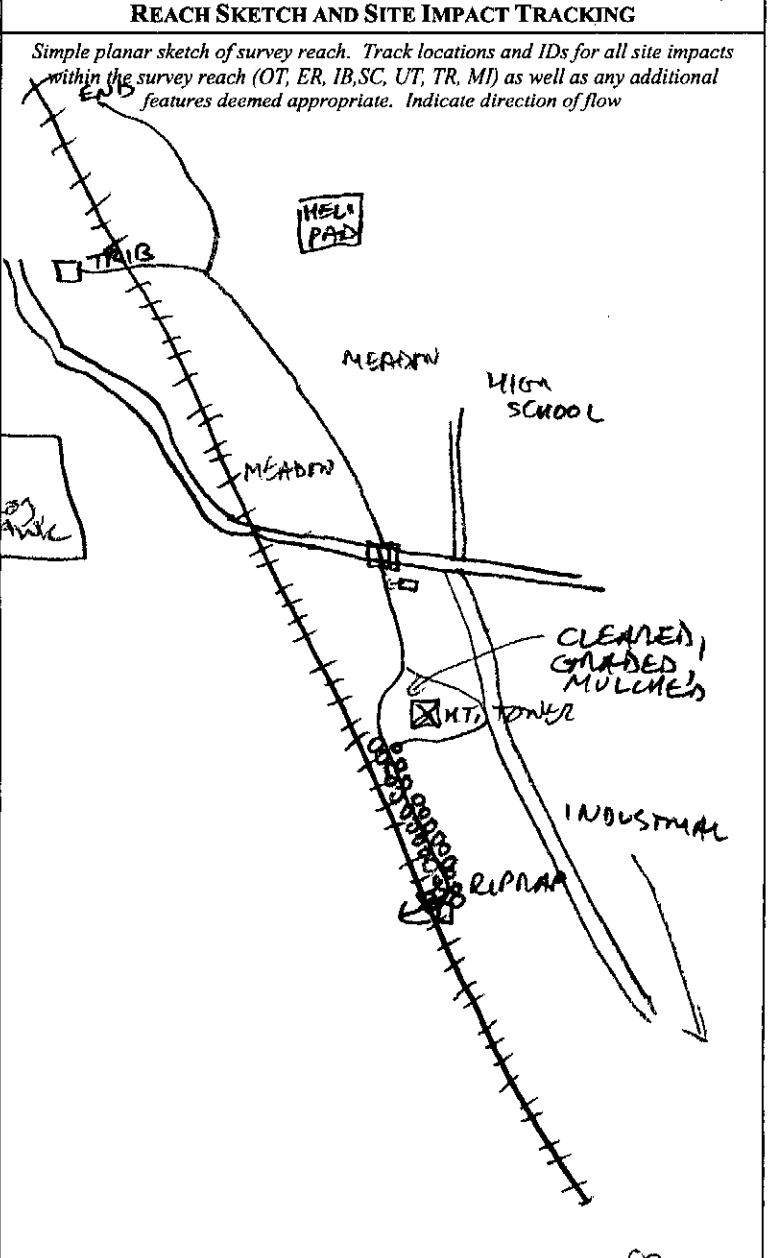 REACH SKETCH AND SITE IMPACT TRACKING
Simple planar sketch of survey reach. Track locations and IDs for all site impacts
within the survey reach (OT, ER, IB,SC, UT, TR, MI) as well as any additional
features deemed appropriate. Indicate direction of flow
END
HELI
PAD
TRIB
MEADOW
HIGH
SCHOOL
MEADOW
CLEARED,
GRADED,
MULCHED
HT, TOWER
INDUSTRIAL
RIPRAP